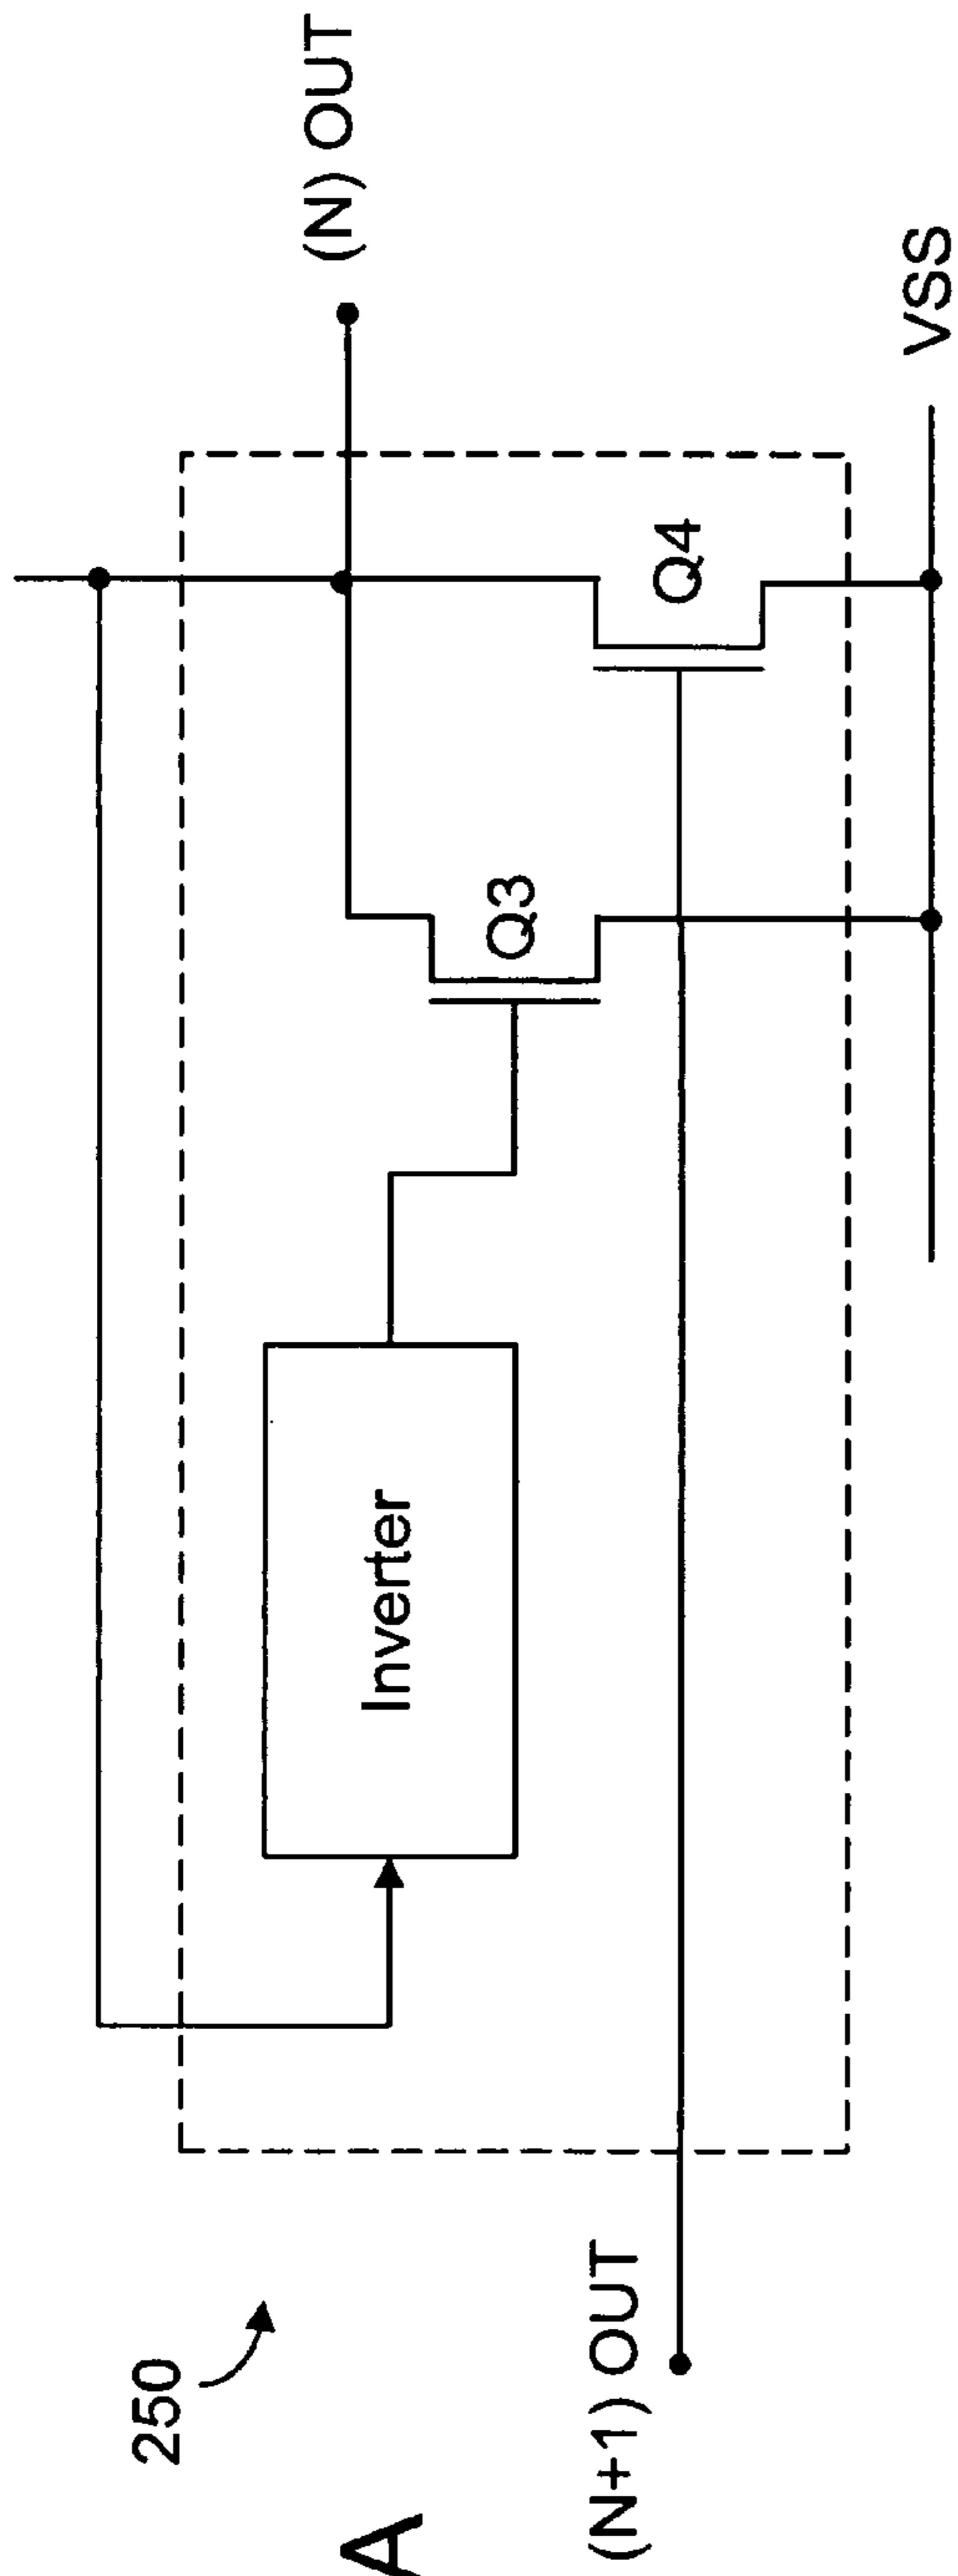 250
(N) OUT
Inverter
Q3
Q4
(N+1) OUT
VSS
A